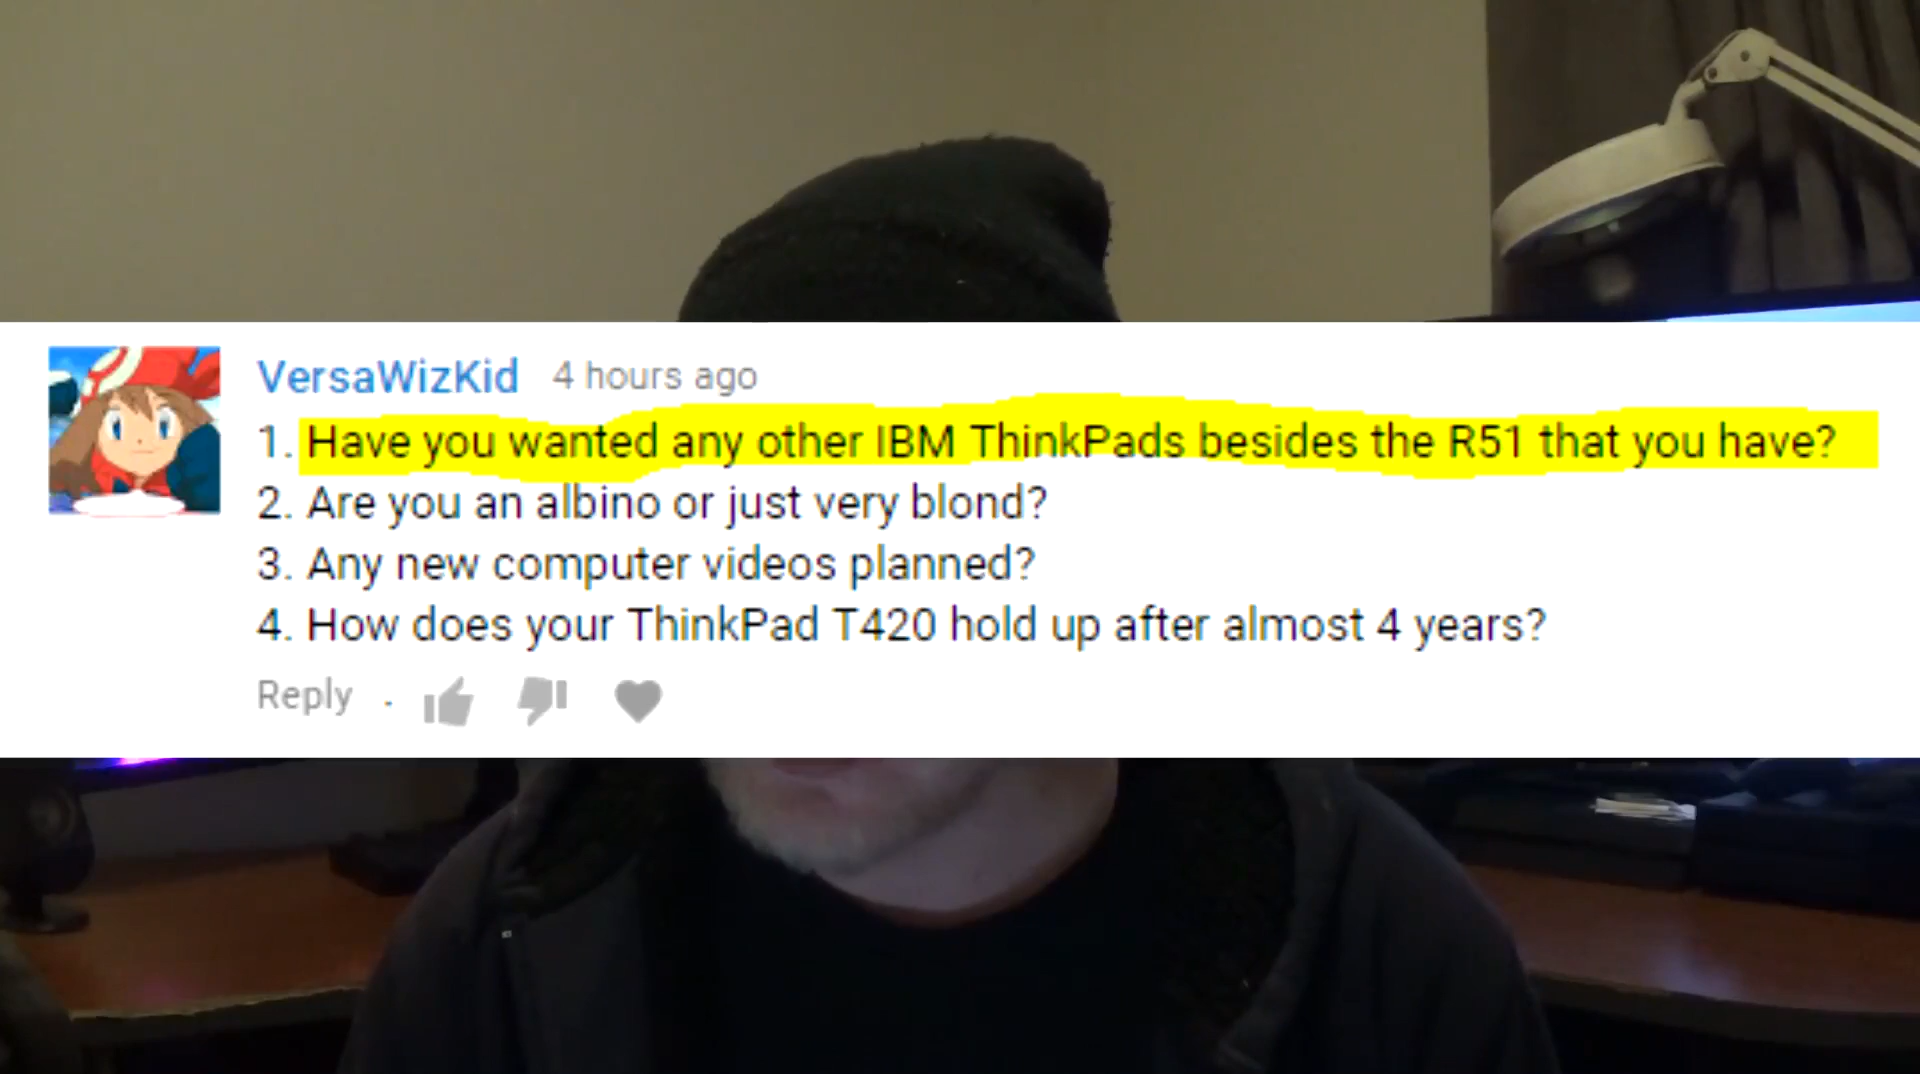 VersaWizKid 4 hours ago
1. Have you wanted any other IBM ThinkPads besides the R51 that you have?
2. Are you an albino or just very blond?
3. Any new computer videos planned?
4. How does your ThinkPad T420 hold up after almost 4 years?
Reply